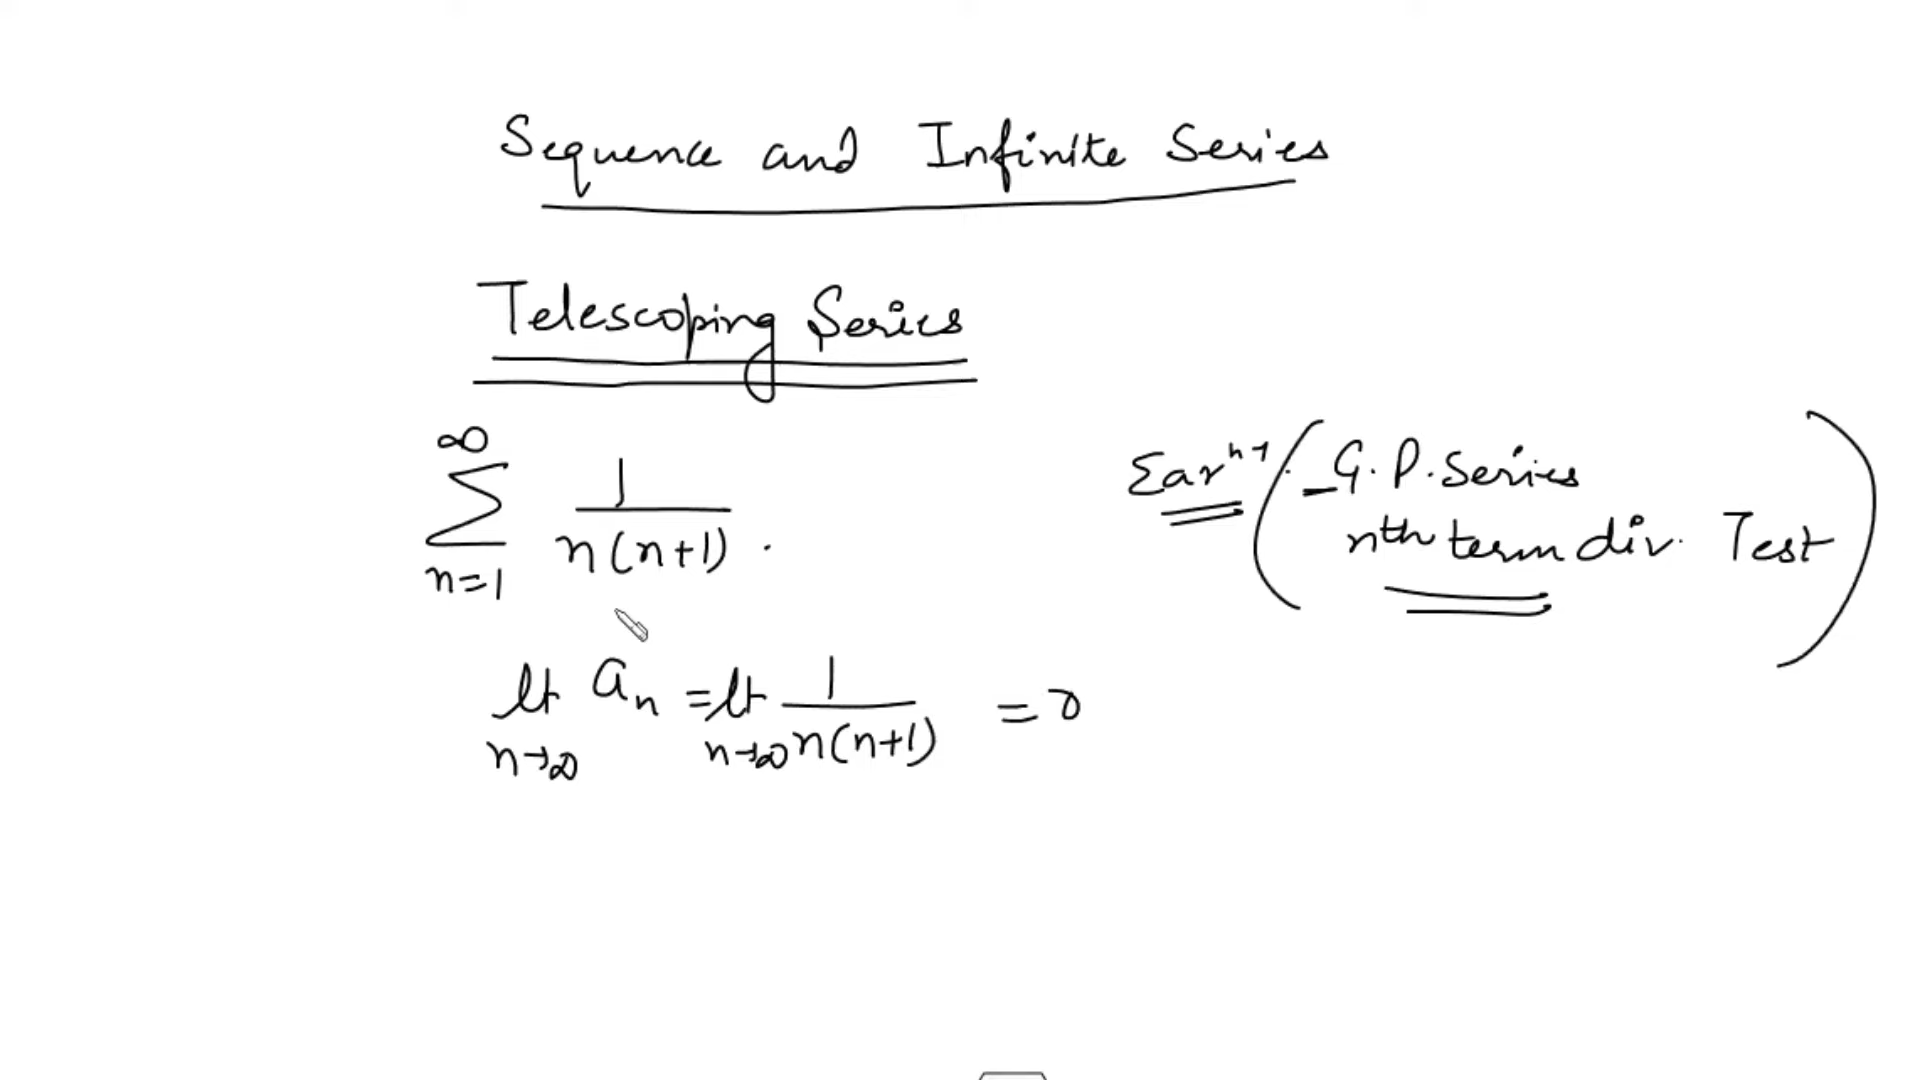 Sequence and Infinite Series
Telescoping Series
∞
∑ 1/n(n+1) .
n=1
Σar^(n-1) . ( - G.P. Series
nth term div. Test )
lt a_n = lt 1/n(n+1) = 0
n→∞ n→∞